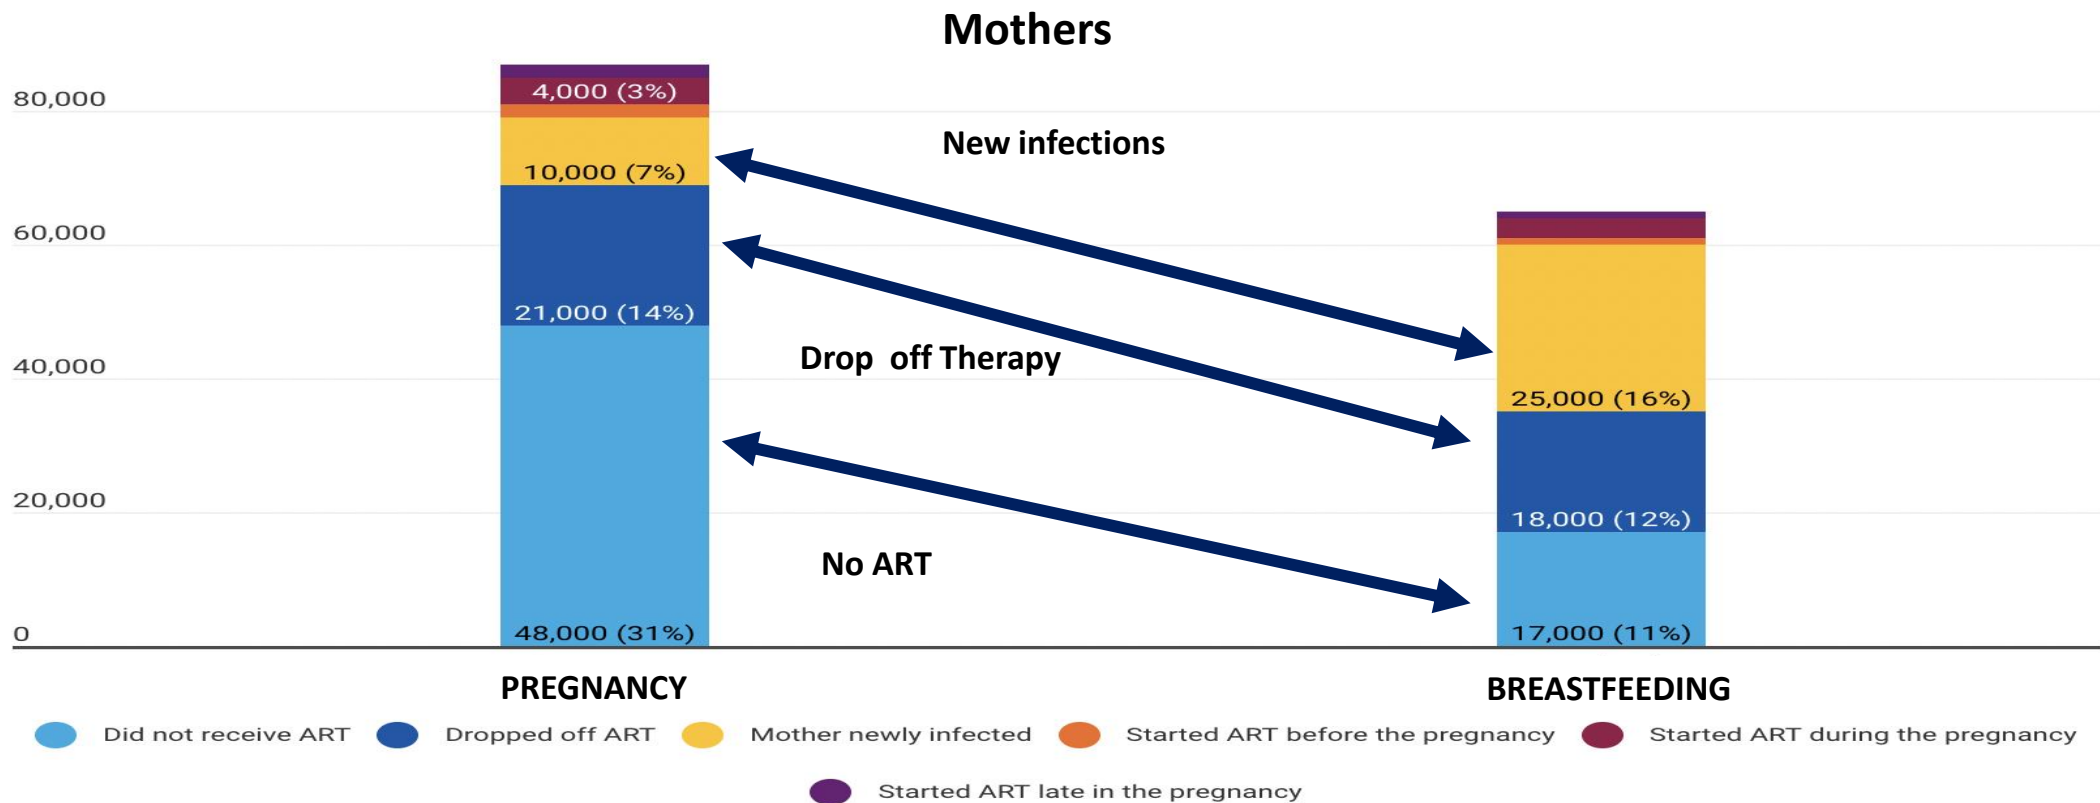 Mothers
80,000
60,000
40,000
20,000
0
4,000 (3%)
10,000 (7%)
21,000 (14%)
48,000 (31%)
New infections
Drop off Therapy
No ART
25,000 (16%)
18,000 (12%)
17,000 (11%)
PREGNANCY
BREASTFEEDING
Did not receive ART
Dropped off ART
Mother newly infected
Started ART before the pregnancy
Started ART during the pregnancy
Started ART late in the pregnancy